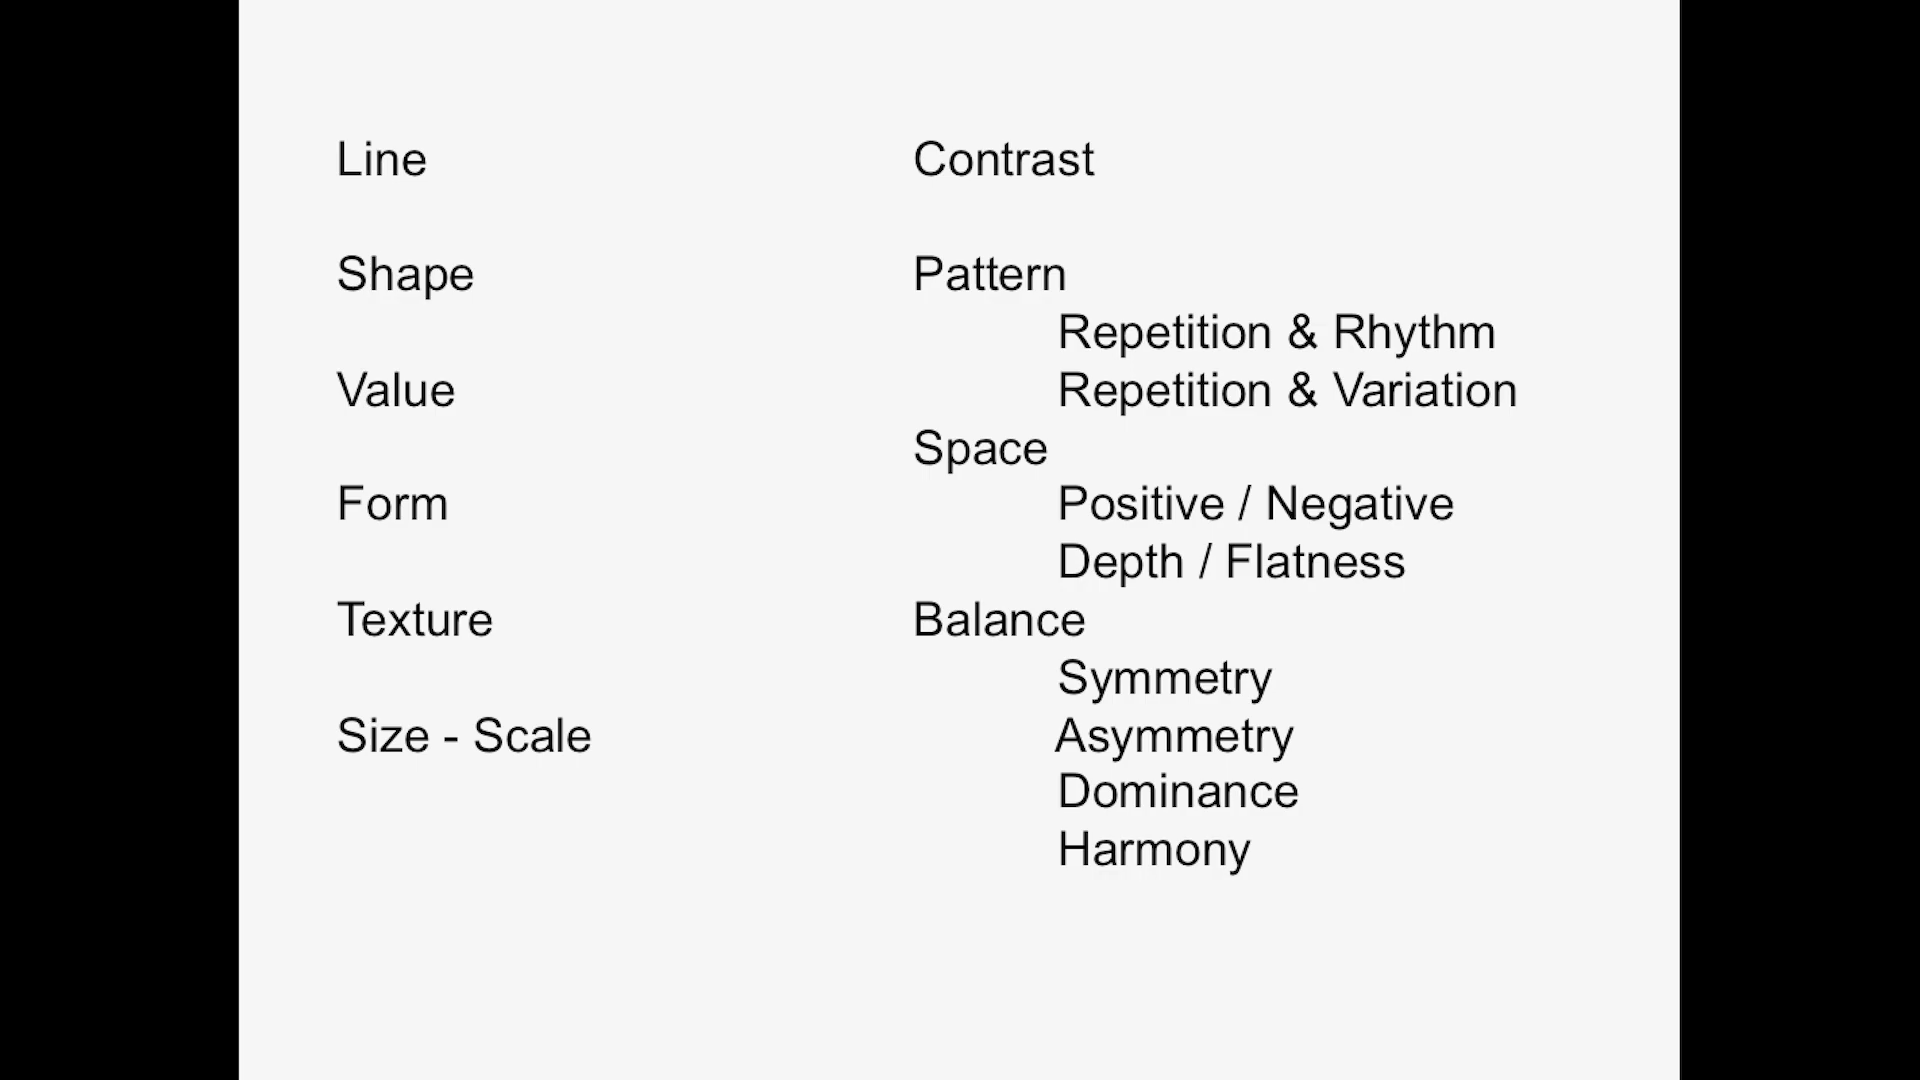 Line
Shape
Value
Form
Texture
Size - Scale
Contrast
Pattern
Repetition & Rhythm
Repetition & Variation
Space
Positive / Negative
Depth / Flatness
Balance
Symmetry
Asymmetry
Dominance
Harmony